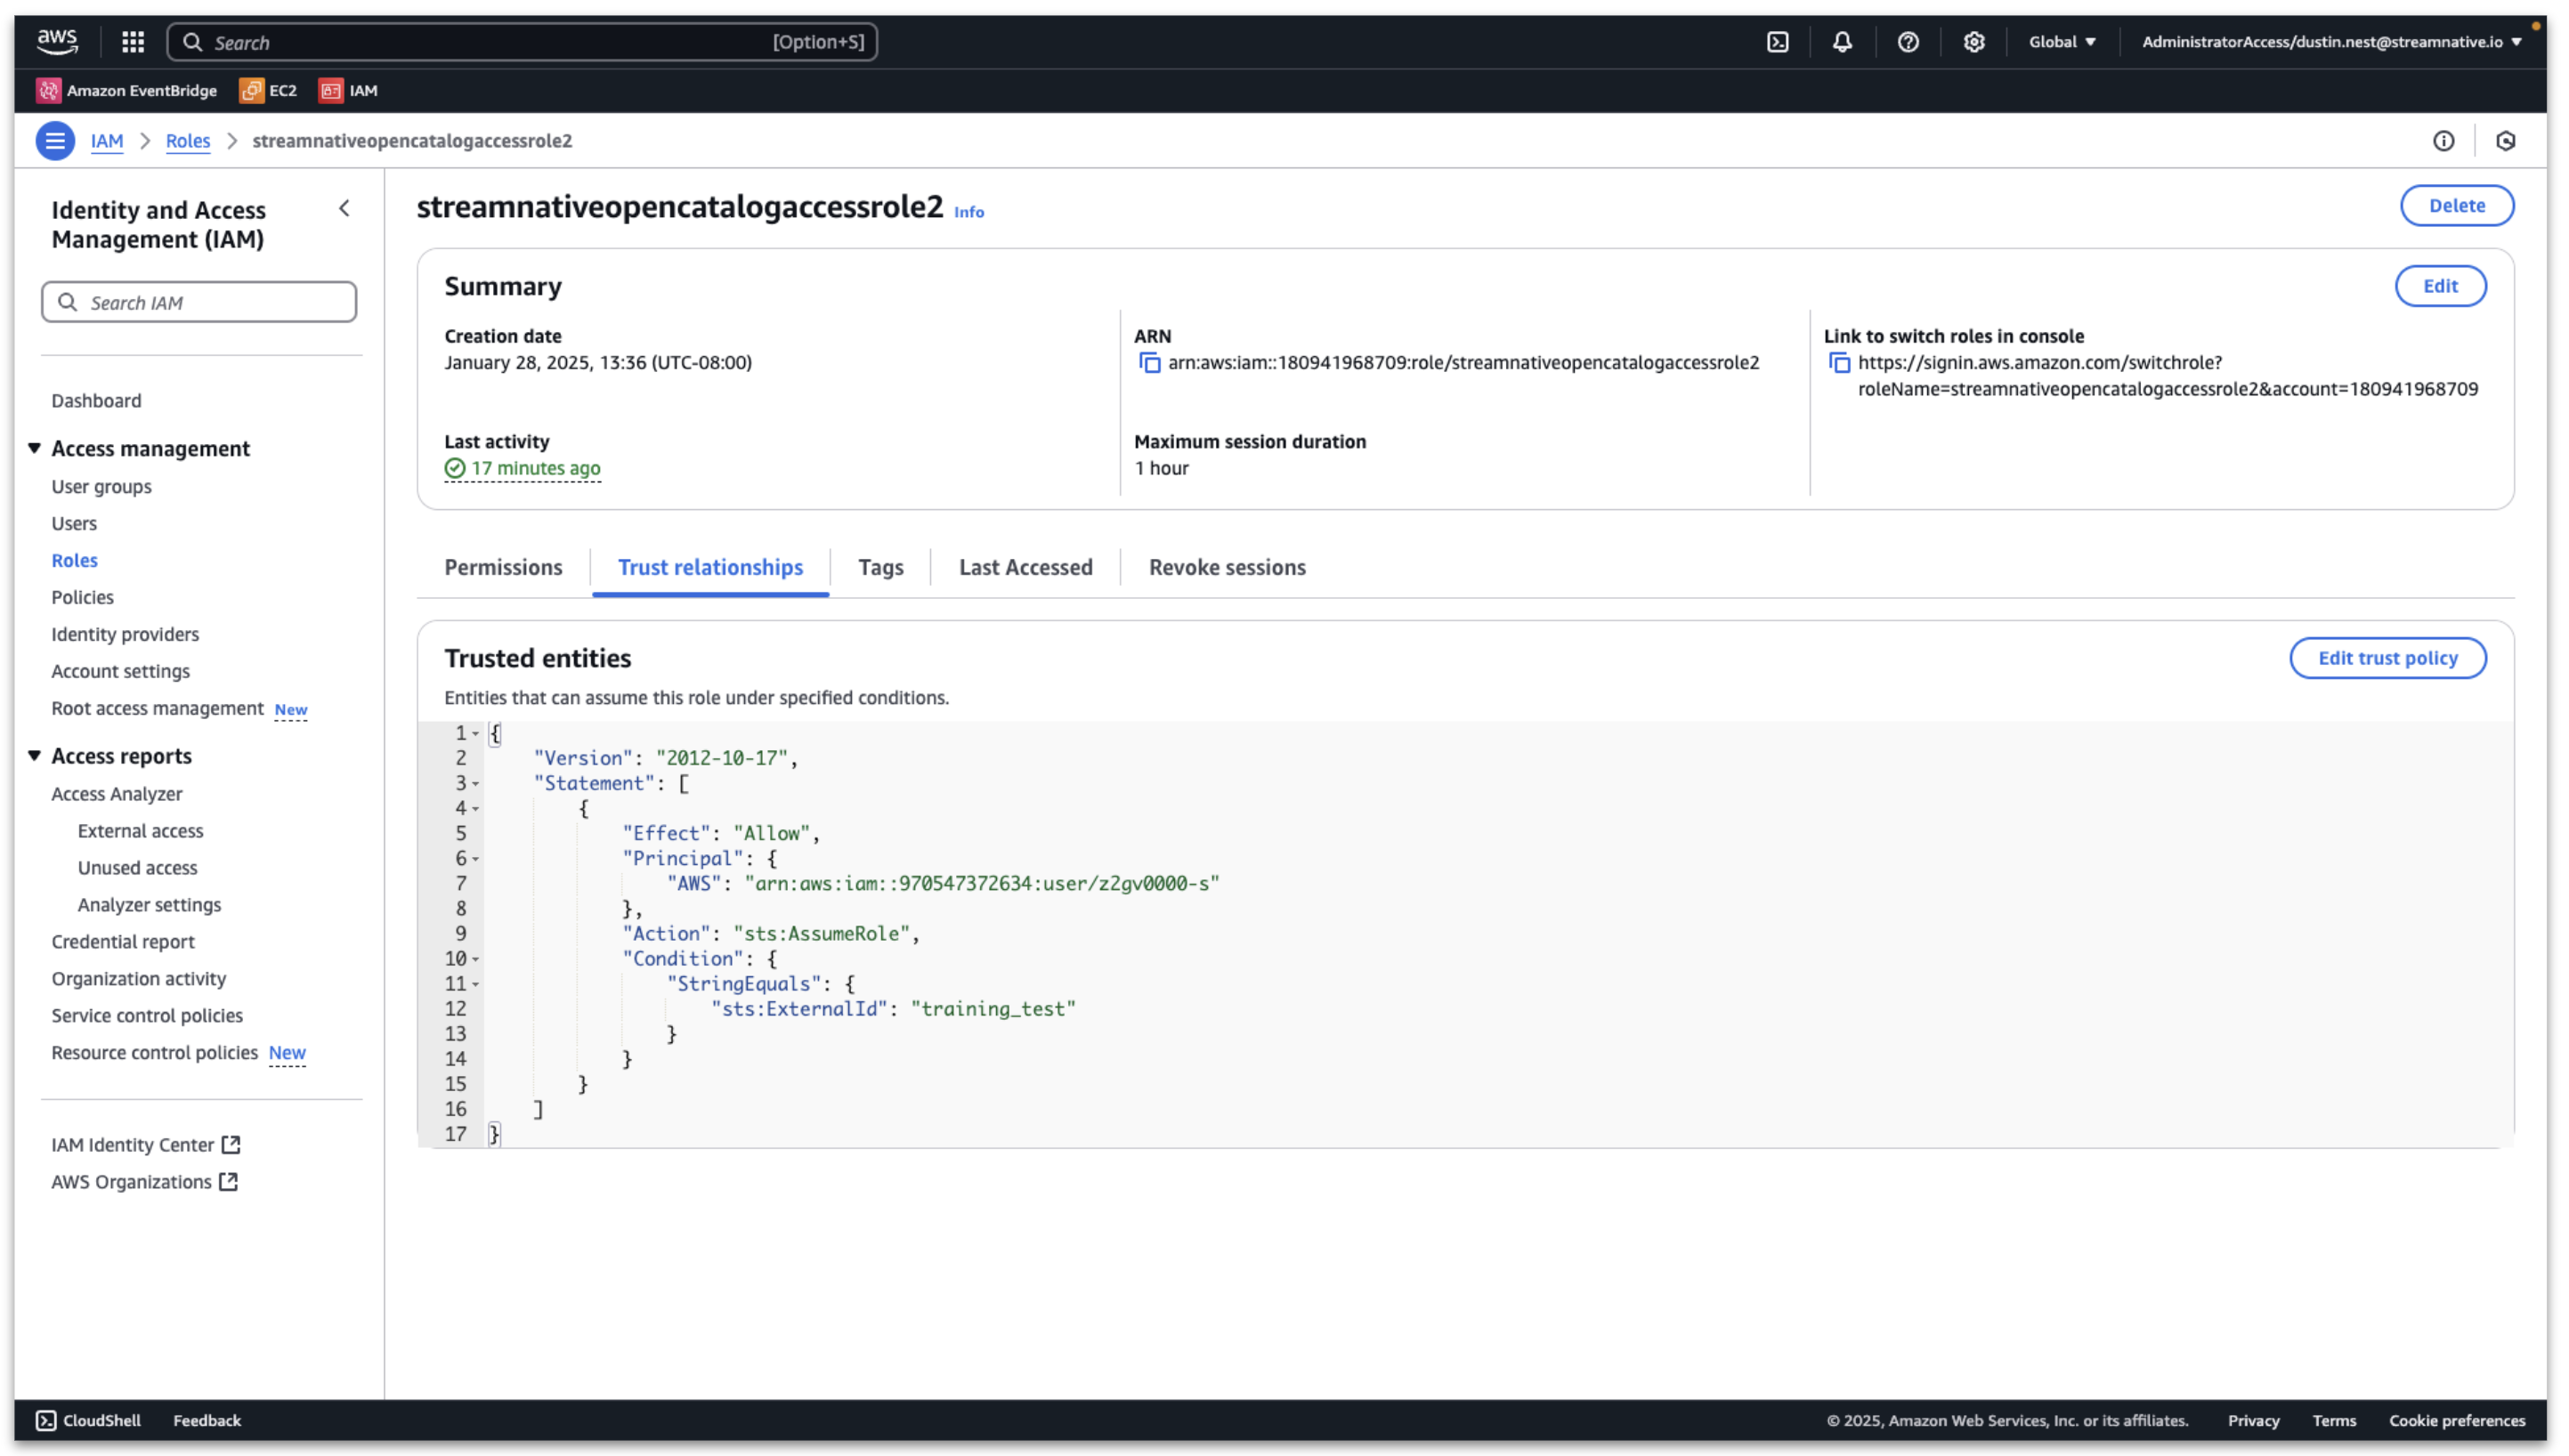 aws
Search [Option+S]
Global
AdministratorAccess/dustin.nest@streamnative.io
Amazon EventBridge
EC2
IAM
IAM
Roles
streamnativeopencatalogaccessrole2
Identity and Access
Management (IAM)
Search IAM
Dashboard
Access management
User groups
Users
Roles
Policies
Identity providers
Account settings
Root access management New
Access reports
Access Analyzer
External access
Unused access
Analyzer settings
Credential report
Organization activity
Service control policies
Resource control policies New
IAM Identity Center
AWS Organizations
streamnativeopencatalogaccessrole2 Info
Delete
Summary
Edit
Creation date
January 28, 2025, 13:36 (UTC-08:00)
ARN
arn:aws:iam::180941968709:role/streamnativeopencatalogaccessrole2
Link to switch roles in console
https://signin.aws.amazon.com/switchrole?
roleName=streamnativeopencatalogaccessrole2&account=180941968709
Last activity
17 minutes ago
Maximum session duration
1 hour
Permissions
Trust relationships
Tags
Last Accessed
Revoke sessions
Trusted entities
Edit trust policy
Entities that can assume this role under specified conditions.
1 {
2 "Version": "2012-10-17",
3 "Statement": [
4 {
5 "Effect": "Allow",
6 "Principal": {
7 "AWS": "arn:aws:iam::970547372634:user/z2gv0000-s"
8 },
9 "Action": "sts:AssumeRole",
10 "Condition": {
11 "StringEquals": {
12 "sts:ExternalId": "training_test"
13 }
14 }
15 }
16 ]
17 }
CloudShell
Feedback
© 2025, Amazon Web Services, Inc. or its affiliates.
Privacy
Terms
Cookie preferences